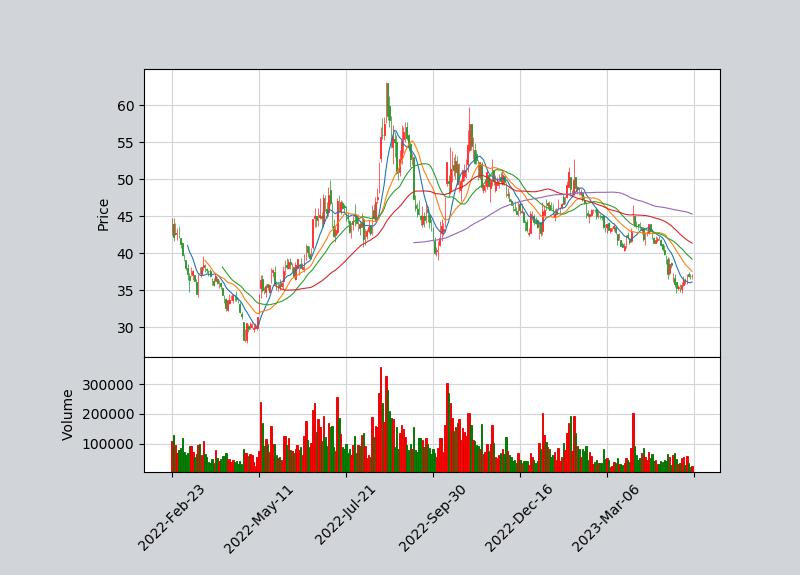 Price
60
55
50
45
40
35
30
Volume
300000
200000
100000
2022-Feb-23
2022-May-11
2022-Jul-21
2022-Sep-30
2022-Dec-16
2023-Mar-06